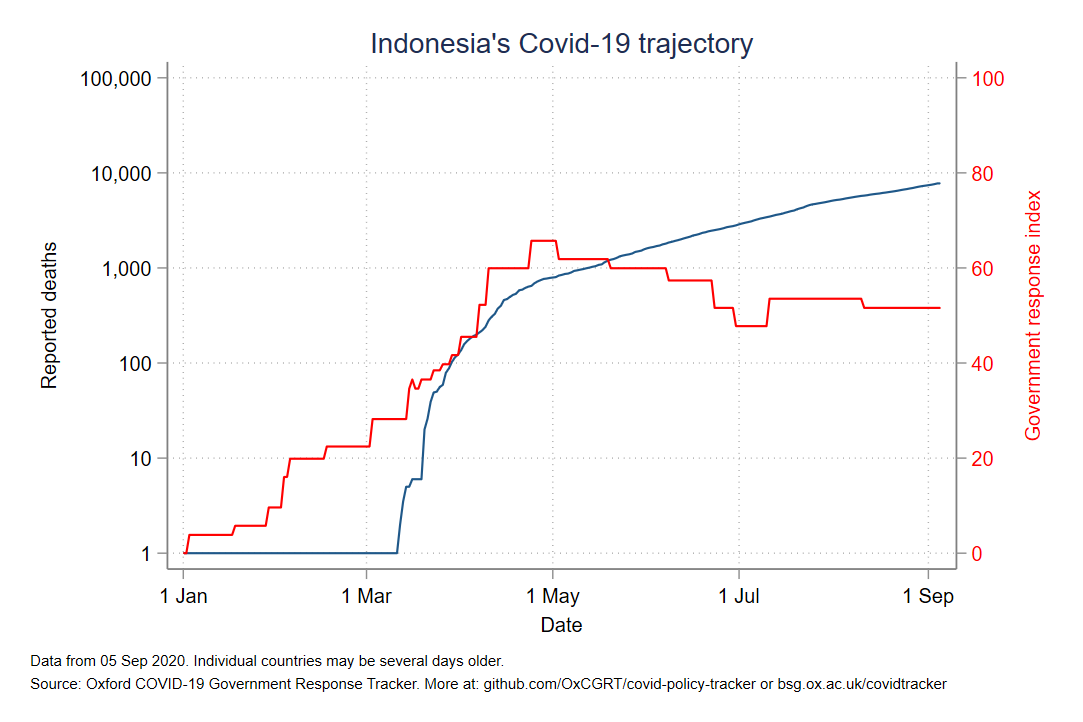 Indonesia's Covid-19 trajectory
100,000
10,000
1,000
100
10
1
Reported deaths
100
80
60
40
20
0
Government response index
1 Jan
1 Mar
1 May
1 Jul
1 Sep
Date
Data from 05 Sep 2020. Individual countries may be several days older.
Source: Oxford COVID-19 Government Response Tracker. More at: github.com/OxCGRT/covid-policy-tracker or bsg.ox.ac.uk/covidtracker